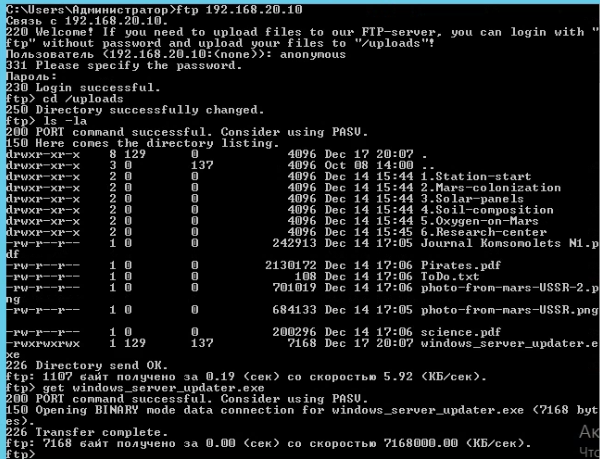 C:\Users\Администратор>ftp 192.168.20.10
Связь с 192.168.20.10.
220 Welcome! If you need to upload files to our FTP-server, you can login with "
ftp" without password and upload your files to "/uploads"!
Пользователь (192.168.20.10:(none)): anonymous
331 Please specify the password.
Пароль:
230 Login successful.
ftp> cd /uploads
250 Directory successfully changed.
ftp> ls -la
200 PORT command successful. Consider using PASV.
150 Here comes the directory listing.
drwxr-xr-x    8 129      0            4096 Dec 17 20:07 .
drwxr-xr-x    3 0        137          4096 Oct 08 14:00 ..
drwxr-xr-x    2 0        0            4096 Dec 14 15:44 1.Station-start
drwxr-xr-x    2 0        0            4096 Dec 14 15:44 2.Mars-colonization
drwxr-xr-x    2 0        0            4096 Dec 14 15:44 3.Solar-panels
drwxr-xr-x    2 0        0            4096 Dec 14 15:44 4.Soil-composition
drwxr-xr-x    2 0        0            4096 Dec 14 15:44 5.Oxygen-on-Mars
drwxr-xr-x    2 0        0            4096 Dec 14 15:45 6.Research-center
-rw-r--r--    1 0        0          242913 Dec 14 17:05 Journal Komsomolets N1.p
df
-rw-r--r--    1 0        0         2130172 Dec 14 17:06 Pirates.pdf
-rw-r--r--    1 0        0             108 Dec 14 17:06 ToDo.txt
-rw-r--r--    1 0        0          701019 Dec 14 17:06 photo-from-mars-USSR-2.p
ng
-rw-r--r--    1 0        0          684133 Dec 14 17:05 photo-from-mars-USSR.png
-rw-r--r--    1 0        0          200296 Dec 14 17:06 science.pdf
-rwxrwxrwx    1 129      137          7168 Dec 17 20:07 windows_server_updater.e
xe
226 Directory send OK.
ftp: 1107 байт получено за 0.19 (сек) со скоростью 5.92 (КБ/сек).
ftp> get windows_server_updater.exe
200 PORT command successful. Consider using PASV.
150 Opening BINARY mode data connection for windows_server_updater.exe (7168 byt
es).
226 Transfer complete.
ftp: 7168 байт получено за 0.00 (сек) со скоростью 7168000.00 (КБ/сек).
ftp>
Ак
Что